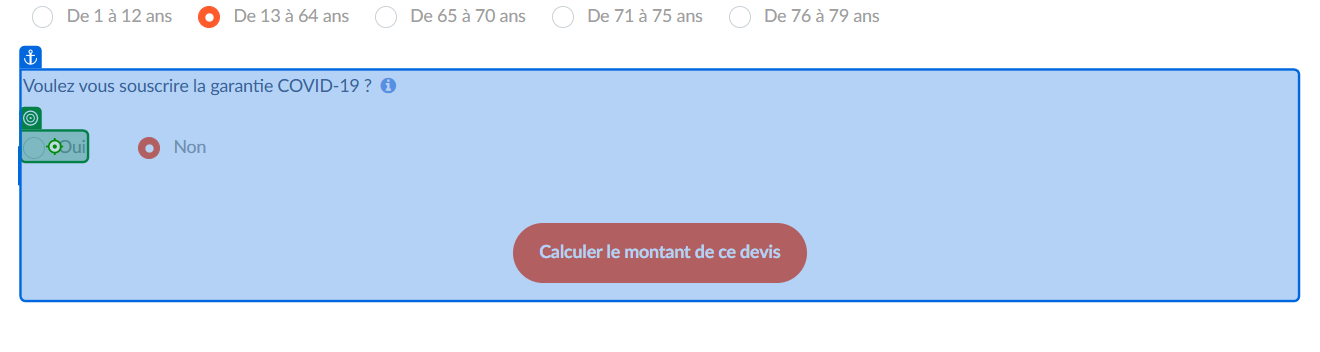 De 1 à 12 ans De 13 à 64 ans De 65 à 70 ans De 71 à 75 ans De 76 à 79 ans
Voulez vous souscrire la garantie COVID-19 ?
Oui Non
Calculer le montant de ce devis